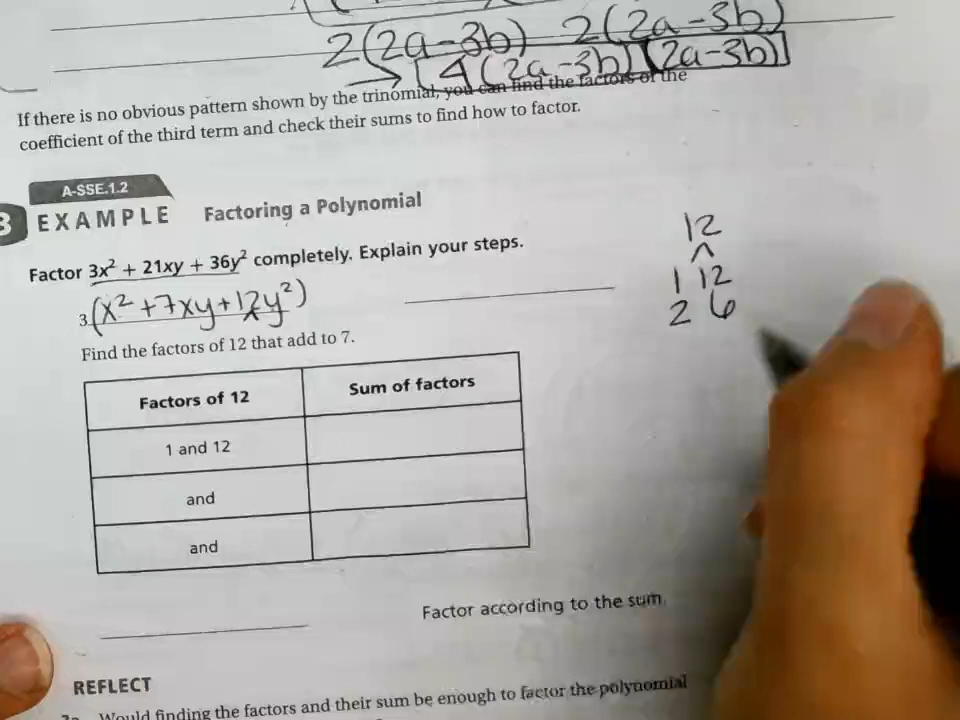 2(2a-3b) 2(2a-3b)
[4(2a-3b)(2a-3b)]
If there is no obvious pattern shown by the trinomial, you can find the factors of the
coefficient of the third term and check their sums to find how to factor.
A-SSE.1.2
3 EXAMPLE Factoring a Polynomial
Factor 3x² + 21xy + 36y² completely. Explain your steps.
3(x²+7xy+12y²)
Find the factors of 12 that add to 7.
Factors of 12 Sum of factors
1 and 12
and
and
12
1 12
2 6
Factor according to the sum.
REFLECT
Would finding the factors and their sum be enough to factor the polynomial